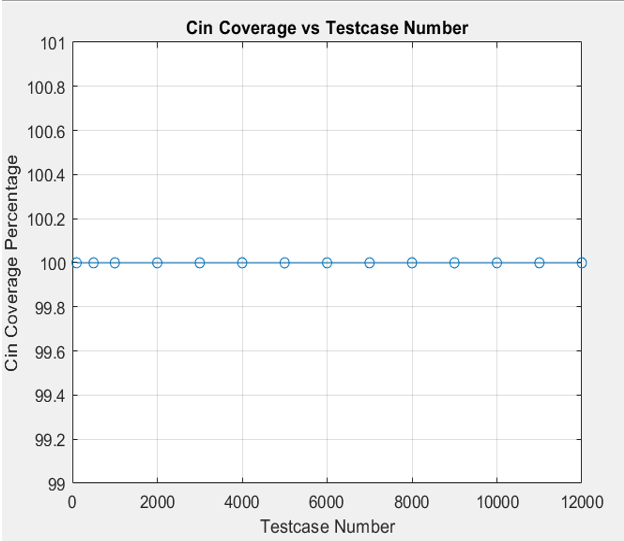 Cin Coverage vs Testcase Number
101
100.8
100.6
100.4
100.2
100
99.8
99.6
99.4
99.2
99
Cin Coverage Percentage
0 2000 4000 6000 8000 10000 12000
Testcase Number